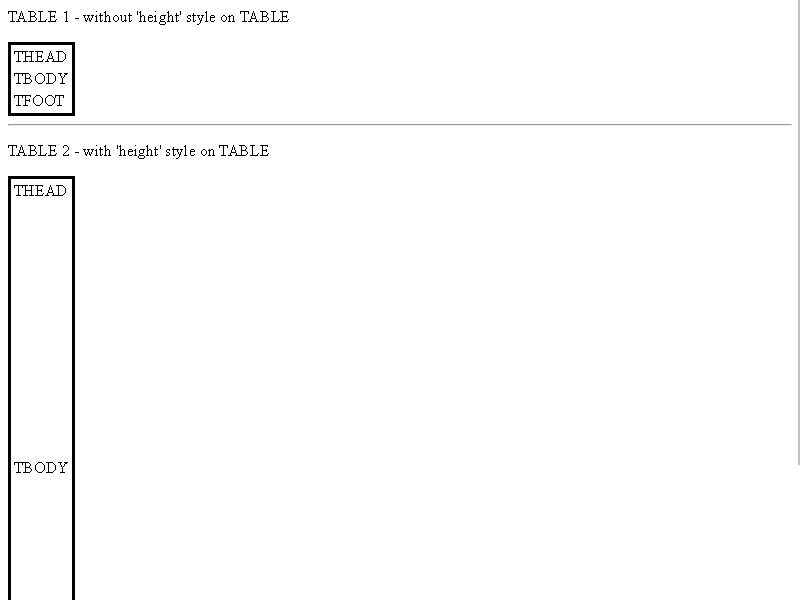 TABLE 1 - without 'height' style on TABLE
THEAD
TBODY
TFOOT
TABLE 2 - with 'height' style on TABLE
THEAD
TBODY